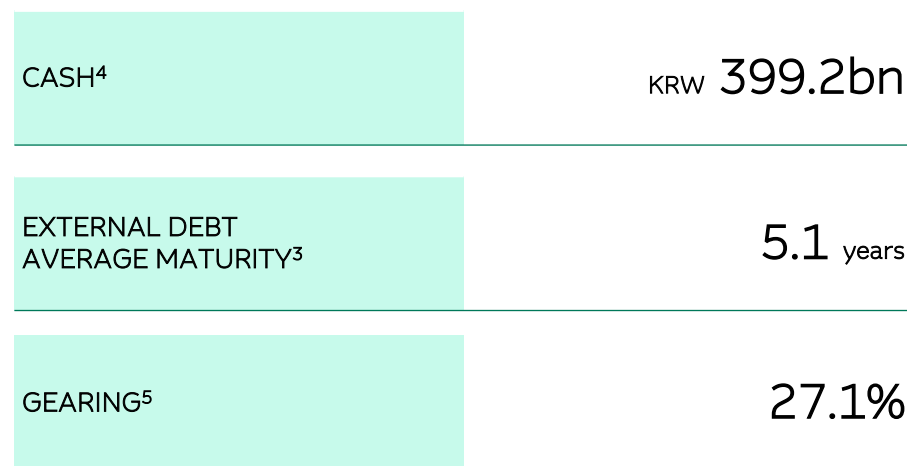 CASH⁴
KRW 399.2bn
EXTERNAL DEBT
AVERAGE MATURITY³
5.1 years
GEARING⁵
27.1%